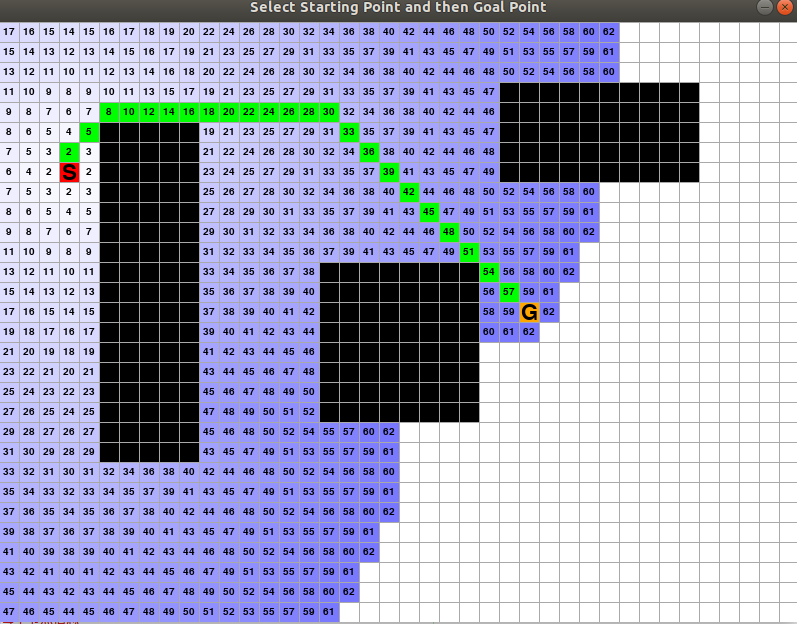 Select Starting Point and then Goal Point
17 16 15 14 15 16 17 18 19 20 22 24 26 28 30 32 34 36 38 40 42 44 46 48 50 52 54 56 58 60 62
15 14 13 12 13 14 15 16 17 19 21 23 25 27 29 31 33 35 37 39 41 43 45 47 49 51 53 55 57 59 61
13 12 11 10 11 12 13 14 16 18 20 22 24 26 28 30 32 34 36 38 40 42 44 46 48 50 52 54 56 58 60
11 10 9 8 9 10 11 13 15 17 19 21 23 25 27 29 31 33 35 37 39 41 43 45 47
9 8 7 6 7 8 10 12 14 16 18 20 22 24 26 28 30 32 34 36 38 40 42 44 46
8 6 5 4 5 19 21 23 25 27 29 31 33 35 37 39 41 43 45 47
7 5 3 2 3 21 22 24 26 28 30 32 34 36 38 40 42 44 46 48
6 4 2 S 2 23 24 25 27 29 31 33 35 37 39 41 43 45 47 49
7 5 3 2 3 25 26 27 28 30 32 34 36 38 40 42 44 46 48 50 52 54 56 58 60
8 6 5 4 5 27 28 29 30 31 33 35 37 39 41 43 45 47 49 51 53 55 57 59 61
9 8 7 6 7 29 30 31 32 33 34 36 38 40 42 44 46 48 50 52 54 56 58 60 62
11 10 9 8 9 31 32 33 34 35 36 37 39 41 43 45 47 49 51 53 55 57 59 61
13 12 11 10 11 33 34 35 36 37 38 54 56 58 60 62
15 14 13 12 13 35 36 37 38 39 40 56 57 59 61
17 16 15 14 15 37 38 39 40 41 42 58 59 G 62
19 18 17 16 17 39 40 41 42 43 44 60 61 62
21 20 19 18 19 41 42 43 44 45 46
23 22 21 20 21 43 44 45 46 47 48
25 24 23 22 23 45 46 47 48 49 50
27 26 25 24 25 47 48 49 50 51 52
29 28 27 26 27 45 46 48 50 52 54 55 57 60 62
31 30 29 28 29 43 45 47 49 51 53 55 57 59 61
33 32 31 30 31 32 34 36 38 40 42 44 46 48 50 52 54 56 58 60
35 34 33 32 33 34 35 37 39 41 43 45 47 49 51 53 55 57 59 61
37 36 35 34 35 36 37 38 40 42 44 46 48 50 52 54 56 58 60 62
39 38 37 36 37 38 39 40 41 43 45 47 49 51 53 55 57 59 61
41 40 39 38 39 40 41 42 43 44 46 48 50 52 54 56 58 60 62
43 42 41 40 41 42 43 44 45 46 47 49 51 53 55 57 59 61
45 44 43 42 43 44 45 46 47 48 49 50 52 54 56 58 60 62
47 46 45 44 45 46 47 48 49 50 51 52 53 55 57 59 61